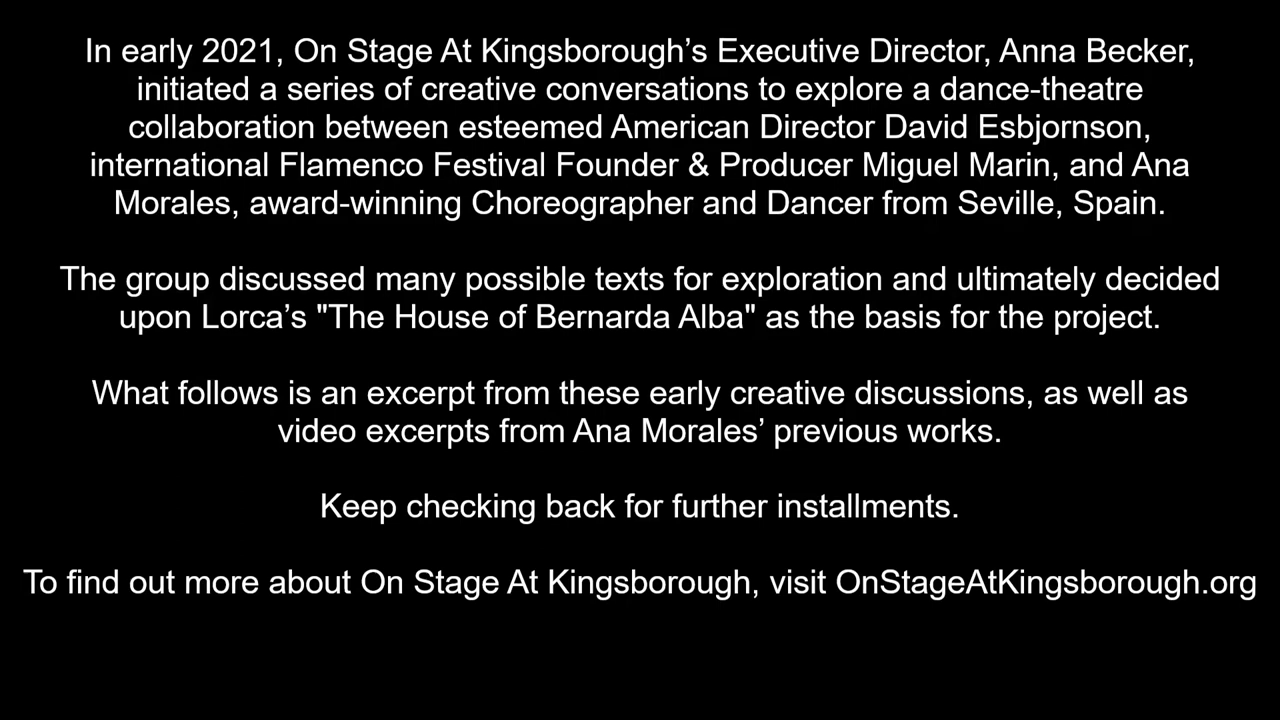 In early 2021, On Stage At Kingsborough’s Executive Director, Anna Becker,
initiated a series of creative conversations to explore a dance-theatre
collaboration between esteemed American Director David Esbjornson,
international Flamenco Festival Founder & Producer Miguel Marin, and Ana
Morales, award-winning Choreographer and Dancer from Seville, Spain.
The group discussed many possible texts for exploration and ultimately decided
upon Lorca’s "The House of Bernarda Alba" as the basis for the project.
What follows is an excerpt from these early creative discussions, as well as
video excerpts from Ana Morales’ previous works.
Keep checking back for further installments.
To find out more about On Stage At Kingsborough, visit OnStageAtKingsborough.org